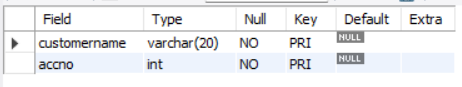 Field Type Null Key Default Extra
customername varchar(20) NO PRI NULL
accno int NO PRI NULL